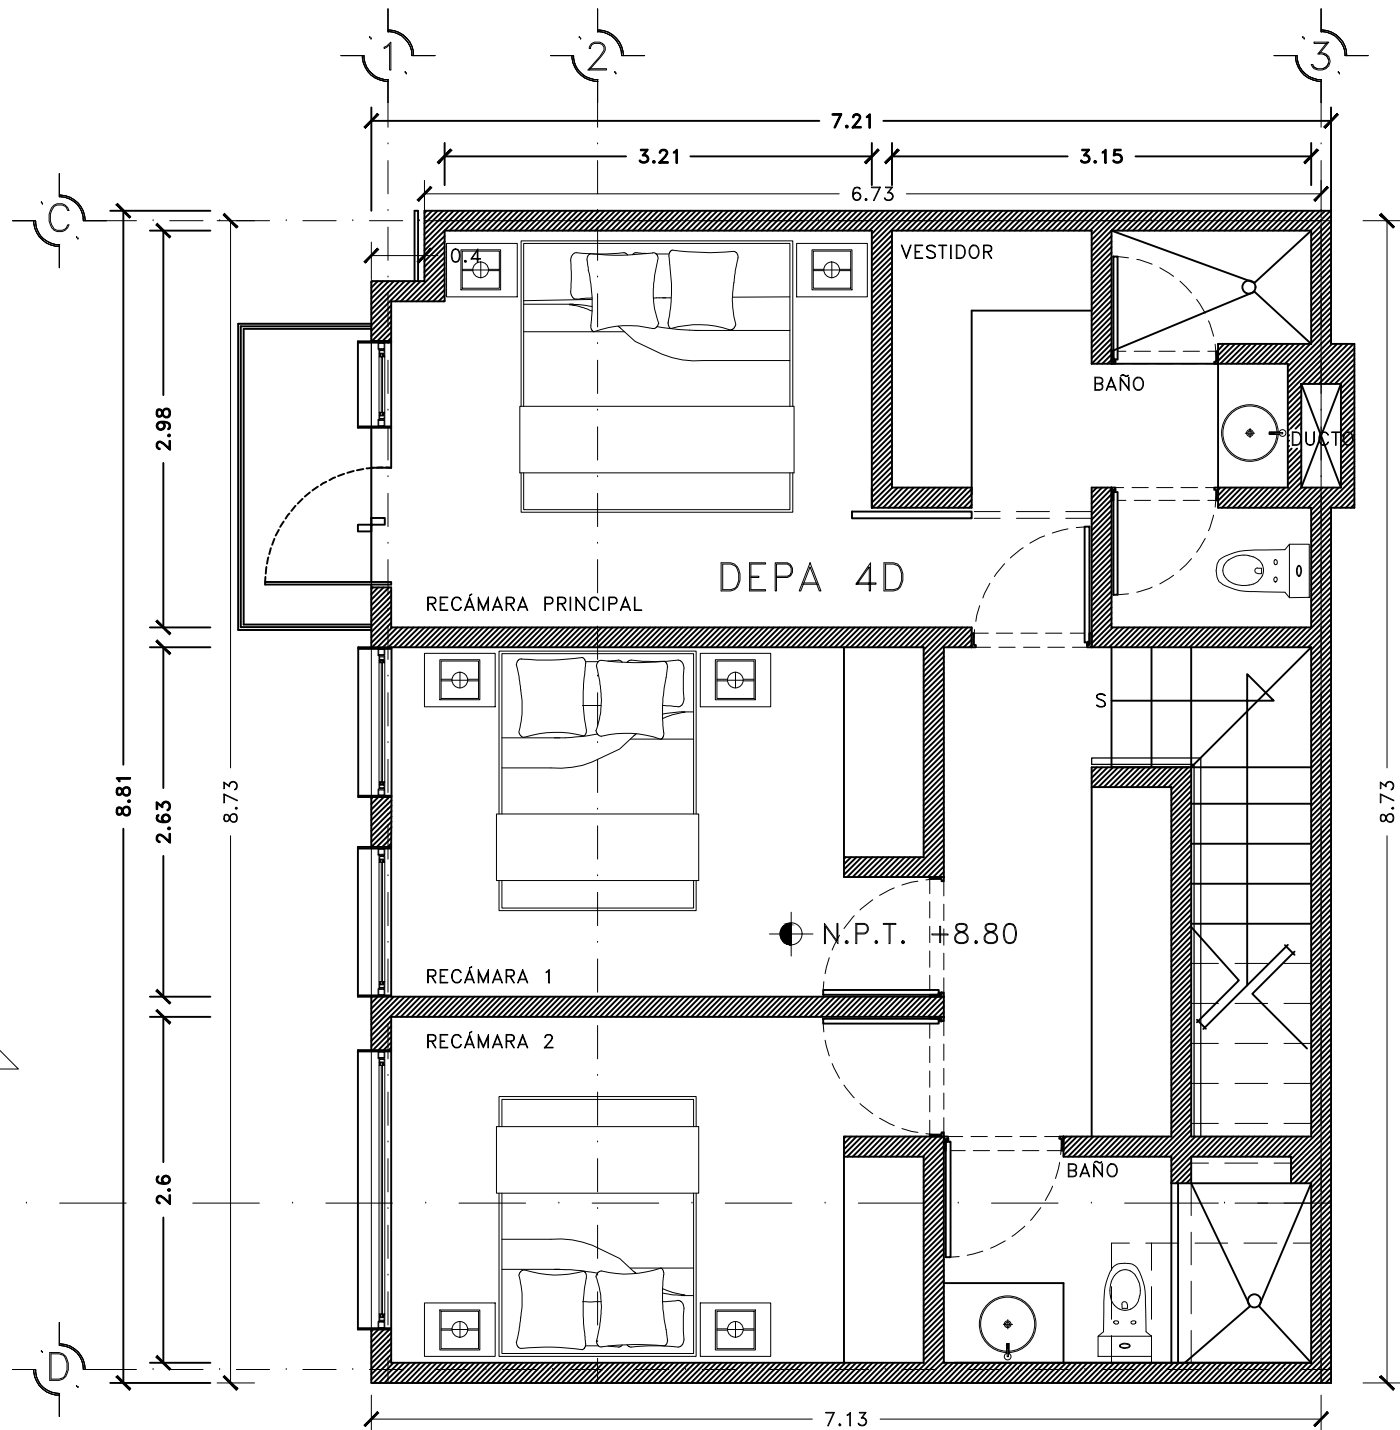 1
2
3
7.21
3.21
3.15
6.73
C
0.4
VESTIDOR
BAÑO
2.98
DUCTO
DEPA 4D
RECÁMARA PRINCIPAL
S
8.81
2.63
8.73
8.73
N.P.T. +8.80
RECÁMARA 1
RECÁMARA 2
BAÑO
2.6
D
7.13